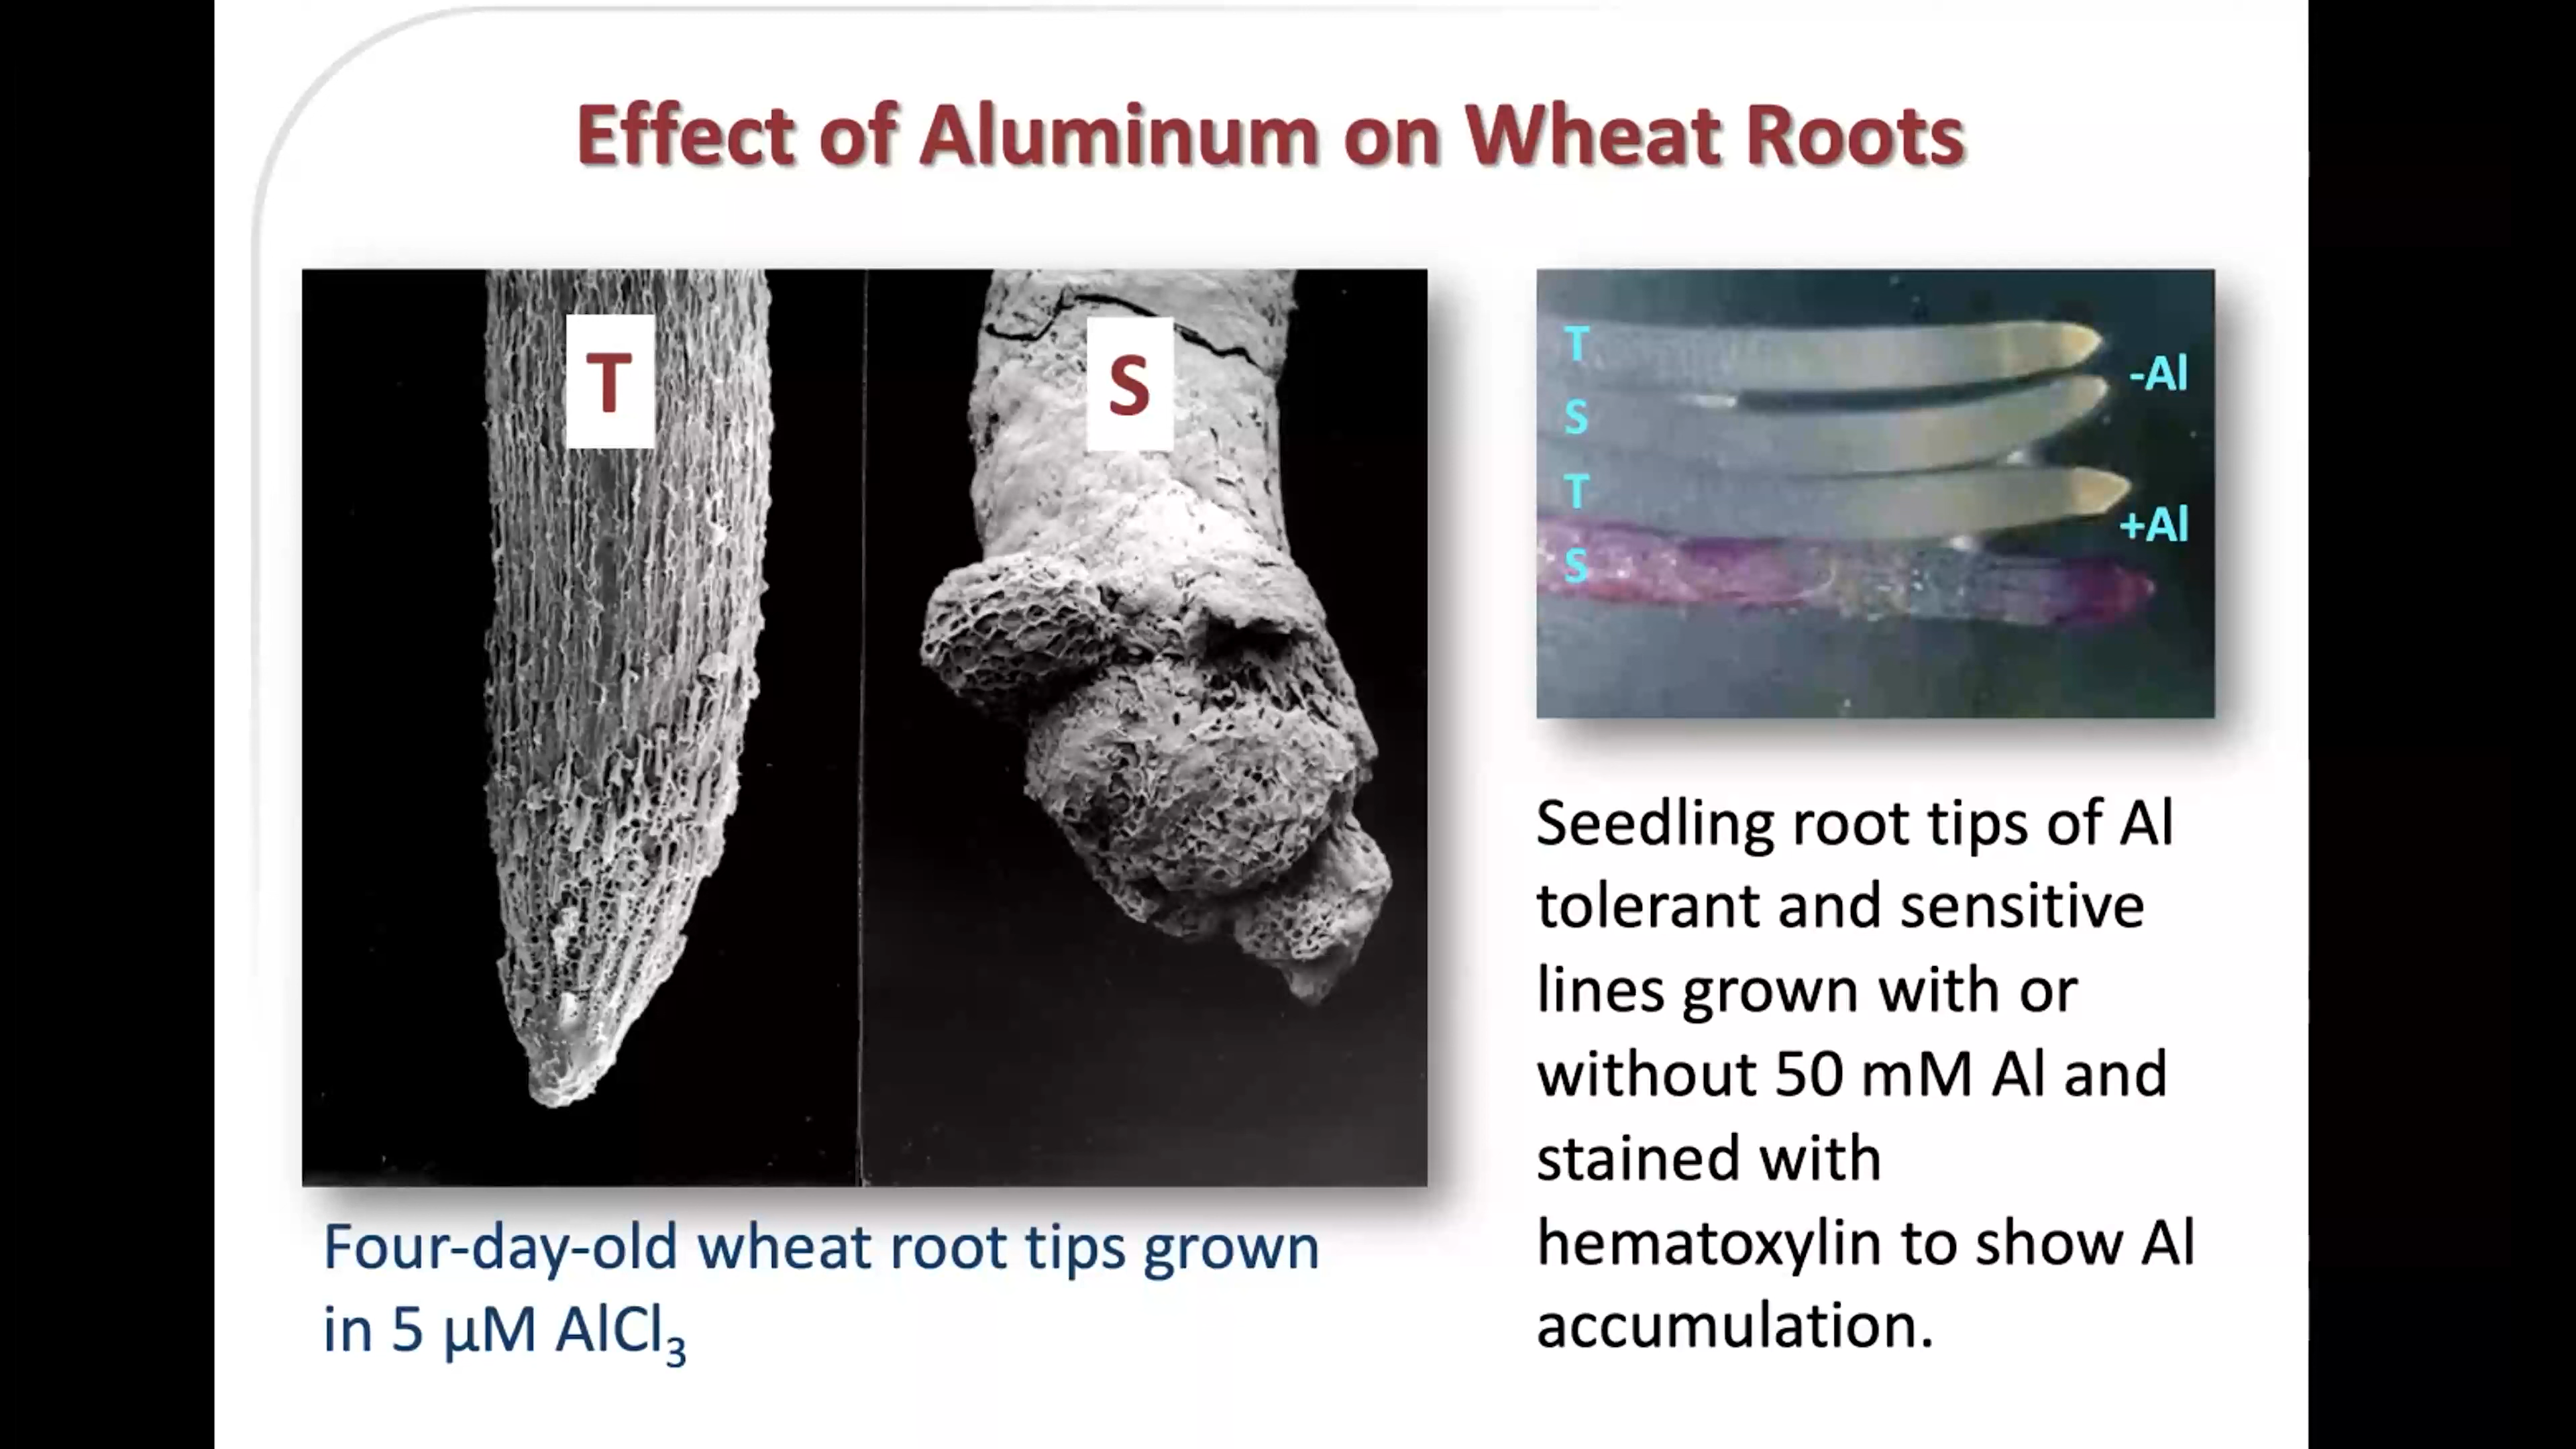 Effect of Aluminum on Wheat Roots
T
S
T
S
T
S
-Al
+Al
Four-day-old wheat root tips grown
in 5 µM AlCl₃
Seedling root tips of Al
tolerant and sensitive
lines grown with or
without 50 mM Al and
stained with
hematoxylin to show Al
accumulation.